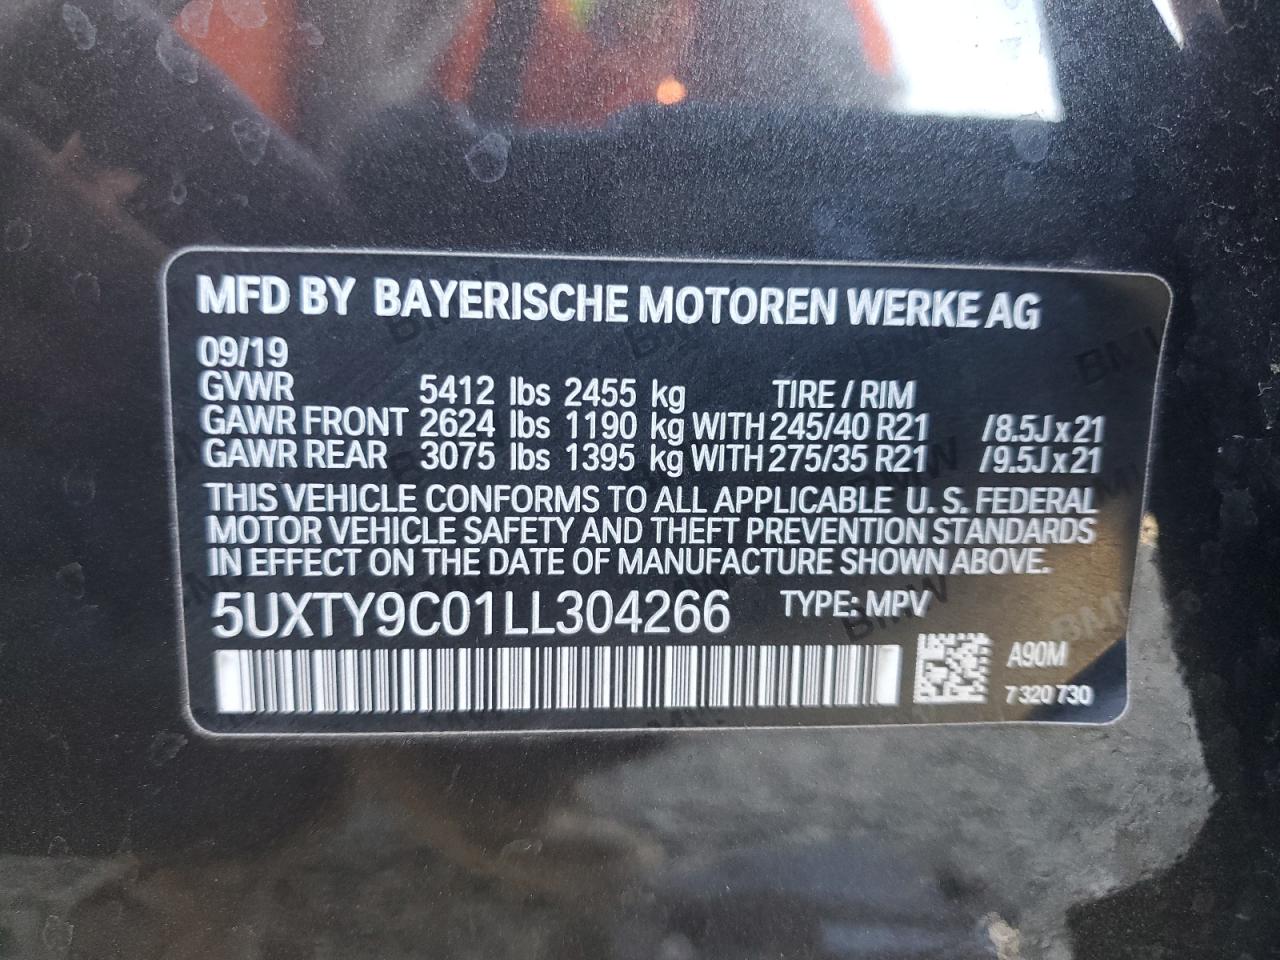 MFD BY BAYERISCHE MOTOREN WERKE AG
09/19
GVWR 5412 lbs 2455 kg TIRE / RIM
GAWR FRONT 2624 lbs 1190 kg WITH 245/40 R21 /8.5J x 21
GAWR REAR 3075 lbs 1395 kg WITH 275/35 R21 /9.5J x 21
THIS VEHICLE CONFORMS TO ALL APPLICABLE U. S. FEDERAL
MOTOR VEHICLE SAFETY AND THEFT PREVENTION STANDARDS
IN EFFECT ON THE DATE OF MANUFACTURE SHOWN ABOVE.
5UXTY9C01LL304266 TYPE: MPV
A90M
7 320 730